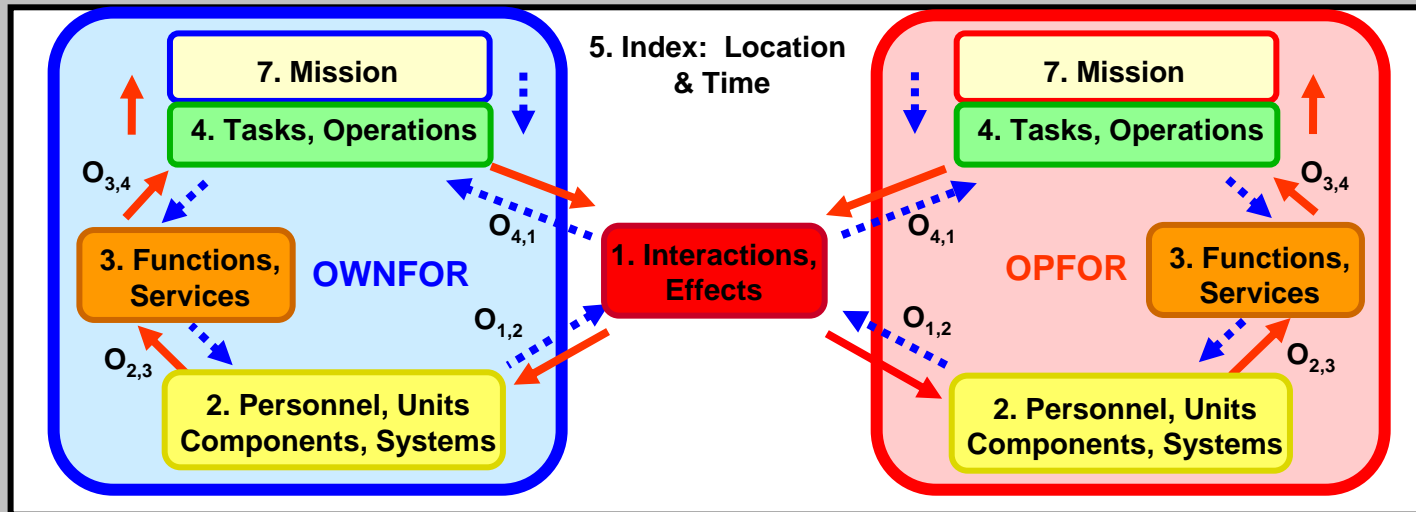 7. Mission
4. Tasks, Operations
O3,4
O4,1
3. Functions,
Services
OWNFOR
O1,2
O2,3
2. Personnel, Units
Components, Systems
5. Index: Location
& Time
1. Interactions,
Effects
7. Mission
4. Tasks, Operations
O3,4
O4,1
OPFOR
3. Functions,
Services
O1,2
O2,3
2. Personnel, Units
Components, Systems